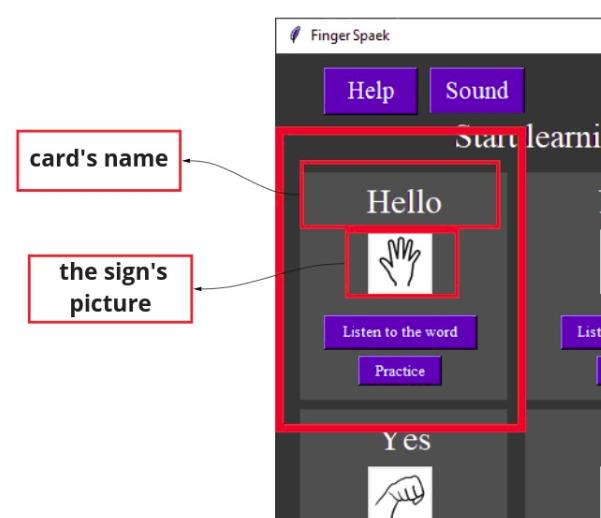 Finger Spaek
Help
Sound
Start learni
card's name
Hello
the sign's
picture
Listen to the word
List
Practice
Yes